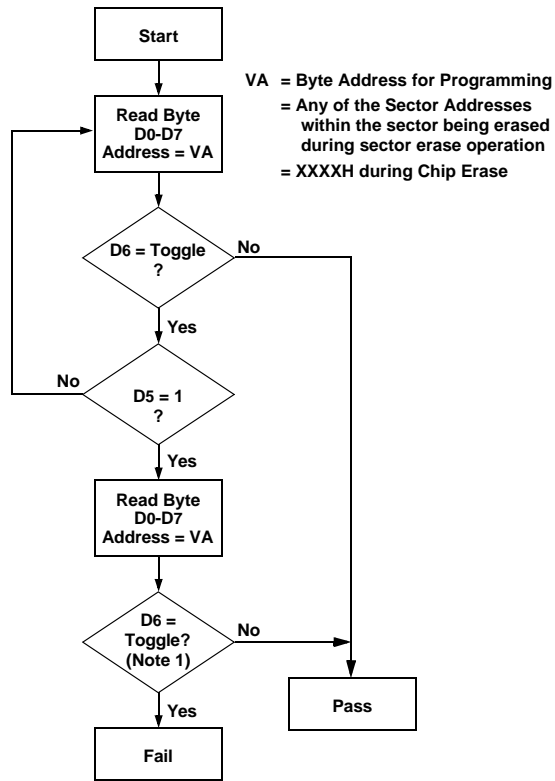 Start
VA = Byte Address for Programming
= Any of the Sector Addresses
within the sector being erased
during sector erase operation
= XXXXH during Chip Erase
Read Byte
D0-D7
Address = VA
D6 = Toggle
?
No
Yes
No
D5 = 1
?
Yes
Read Byte
D0-D7
Address = VA
D6 =
Toggle?
(Note 1)
No
Yes
Pass
Fail